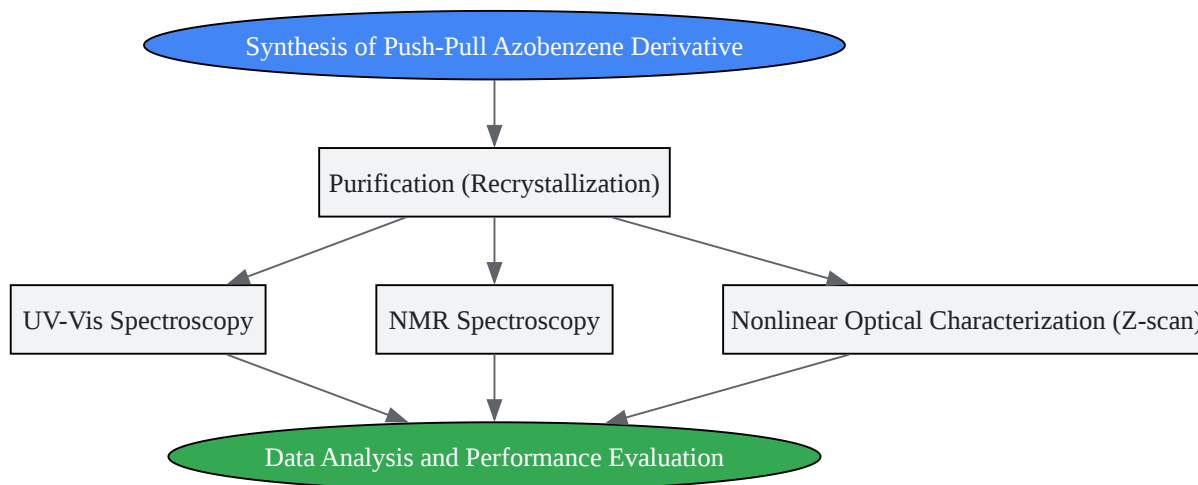 Synthesis of Push-Pull Azobenzene Derivative
Purification (Recrystallization)
UV-Vis Spectroscopy
NMR Spectroscopy
Nonlinear Optical Characterization (Z-scan)
Data Analysis and Performance Evaluation